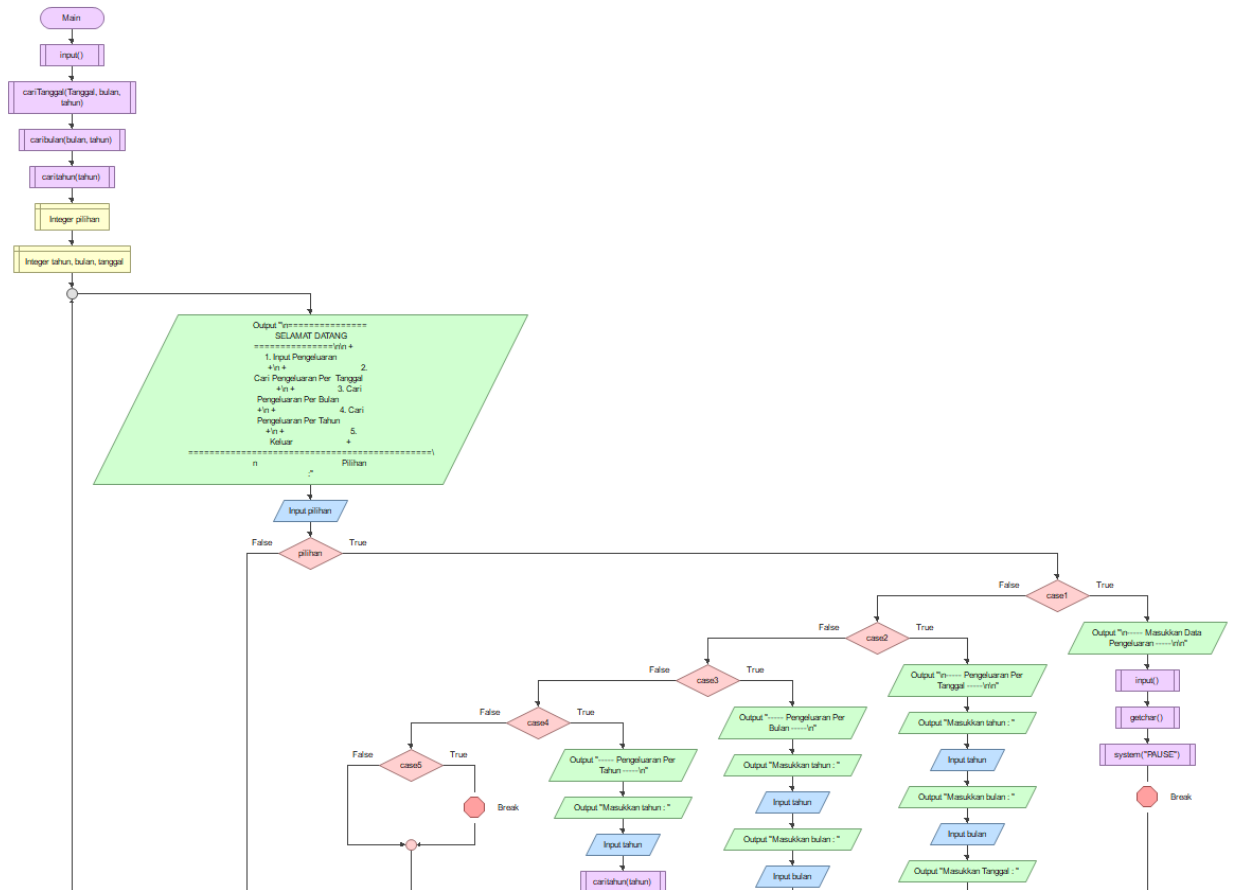 Main
input()
cariTanggal(Tanggal, bulan,
tahun)
caribulan(bulan, tahun)
caritahun(tahun)
Integer pilihan
Integer tahun, bulan, tanggal
Output "\n===============
SELAMAT DATANG
===============\n\n +
1. Input Pengeluaran
+\n + 2.
Cari Pengeluaran Per Tanggal
+\n + 3. Cari
Pengeluaran Per Bulan
+\n + 4. Cari
Pengeluaran Per Tahun
+\n + 5.
Keluar +
==============================================\
n Pilihan
:"
Input pilihan
False
True
pilihan
False
True
case1
False
True
case2
Output "\n----- Masukkan Data
Pengeluaran -----\n\n"
False
True
case3
Output "\n----- Pengeluaran Per
Tanggal -----\n\n"
input()
False
True
case4
Output "----- Pengeluaran Per
Bulan -----\n"
Output "Masukkan tahun : "
getchar()
False
True
case5
Output "----- Pengeluaran Per
Tahun -----\n"
Output "Masukkan tahun : "
Input tahun
system("PAUSE")
Break
Output "Masukkan tahun : "
Input tahun
Output "Masukkan bulan : "
Break
Input tahun
Output "Masukkan bulan : "
Input bulan
caritahun(tahun)
Input bulan
Output "Masukkan Tanggal : "